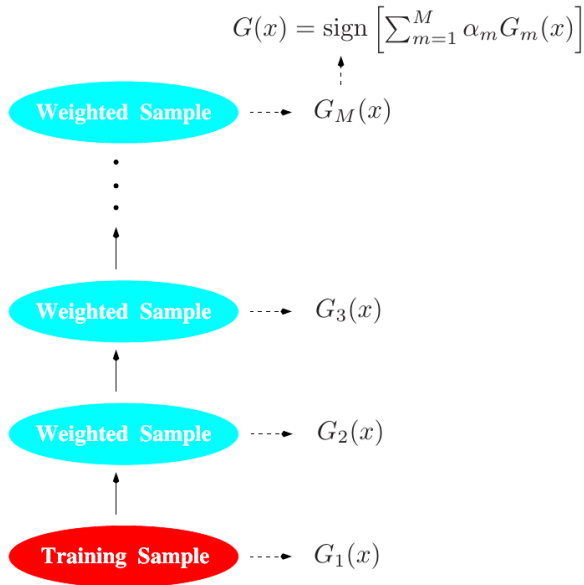 G(x) = sign [∑_{m=1}^{M} α_m G_m(x)]
Weighted Sample G_M(x)
Weighted Sample G_3(x)
Weighted Sample G_2(x)
Training Sample G_1(x)